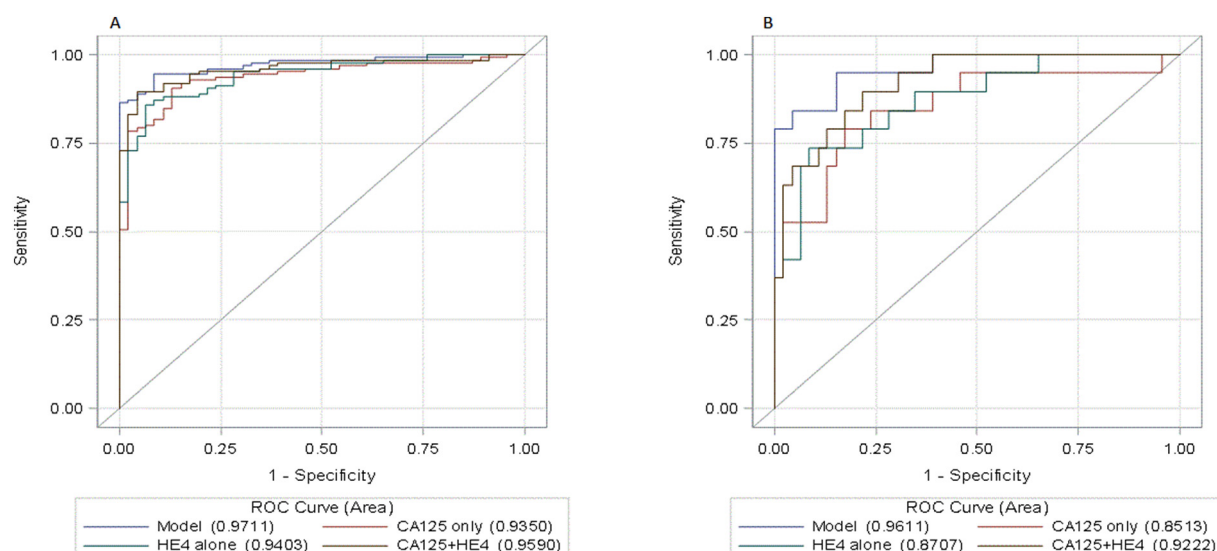 A
1.00
0.75
0.50
0.25
0.00
Sensitivity
0.00 0.25 0.50 0.75 1.00
1 - Specificity
ROC Curve (Area)
Model (0.9711) CA125 only (0.9350)
HE4 alone (0.9403) CA125+HE4 (0.9590)
B
1.00
0.75
0.50
0.25
0.00
Sensitivity
0.00 0.25 0.50 0.75 1.00
1 - Specificity
ROC Curve (Area)
Model (0.9611) CA125 only (0.8513)
HE4 alone (0.8707) CA125+HE4 (0.9222)